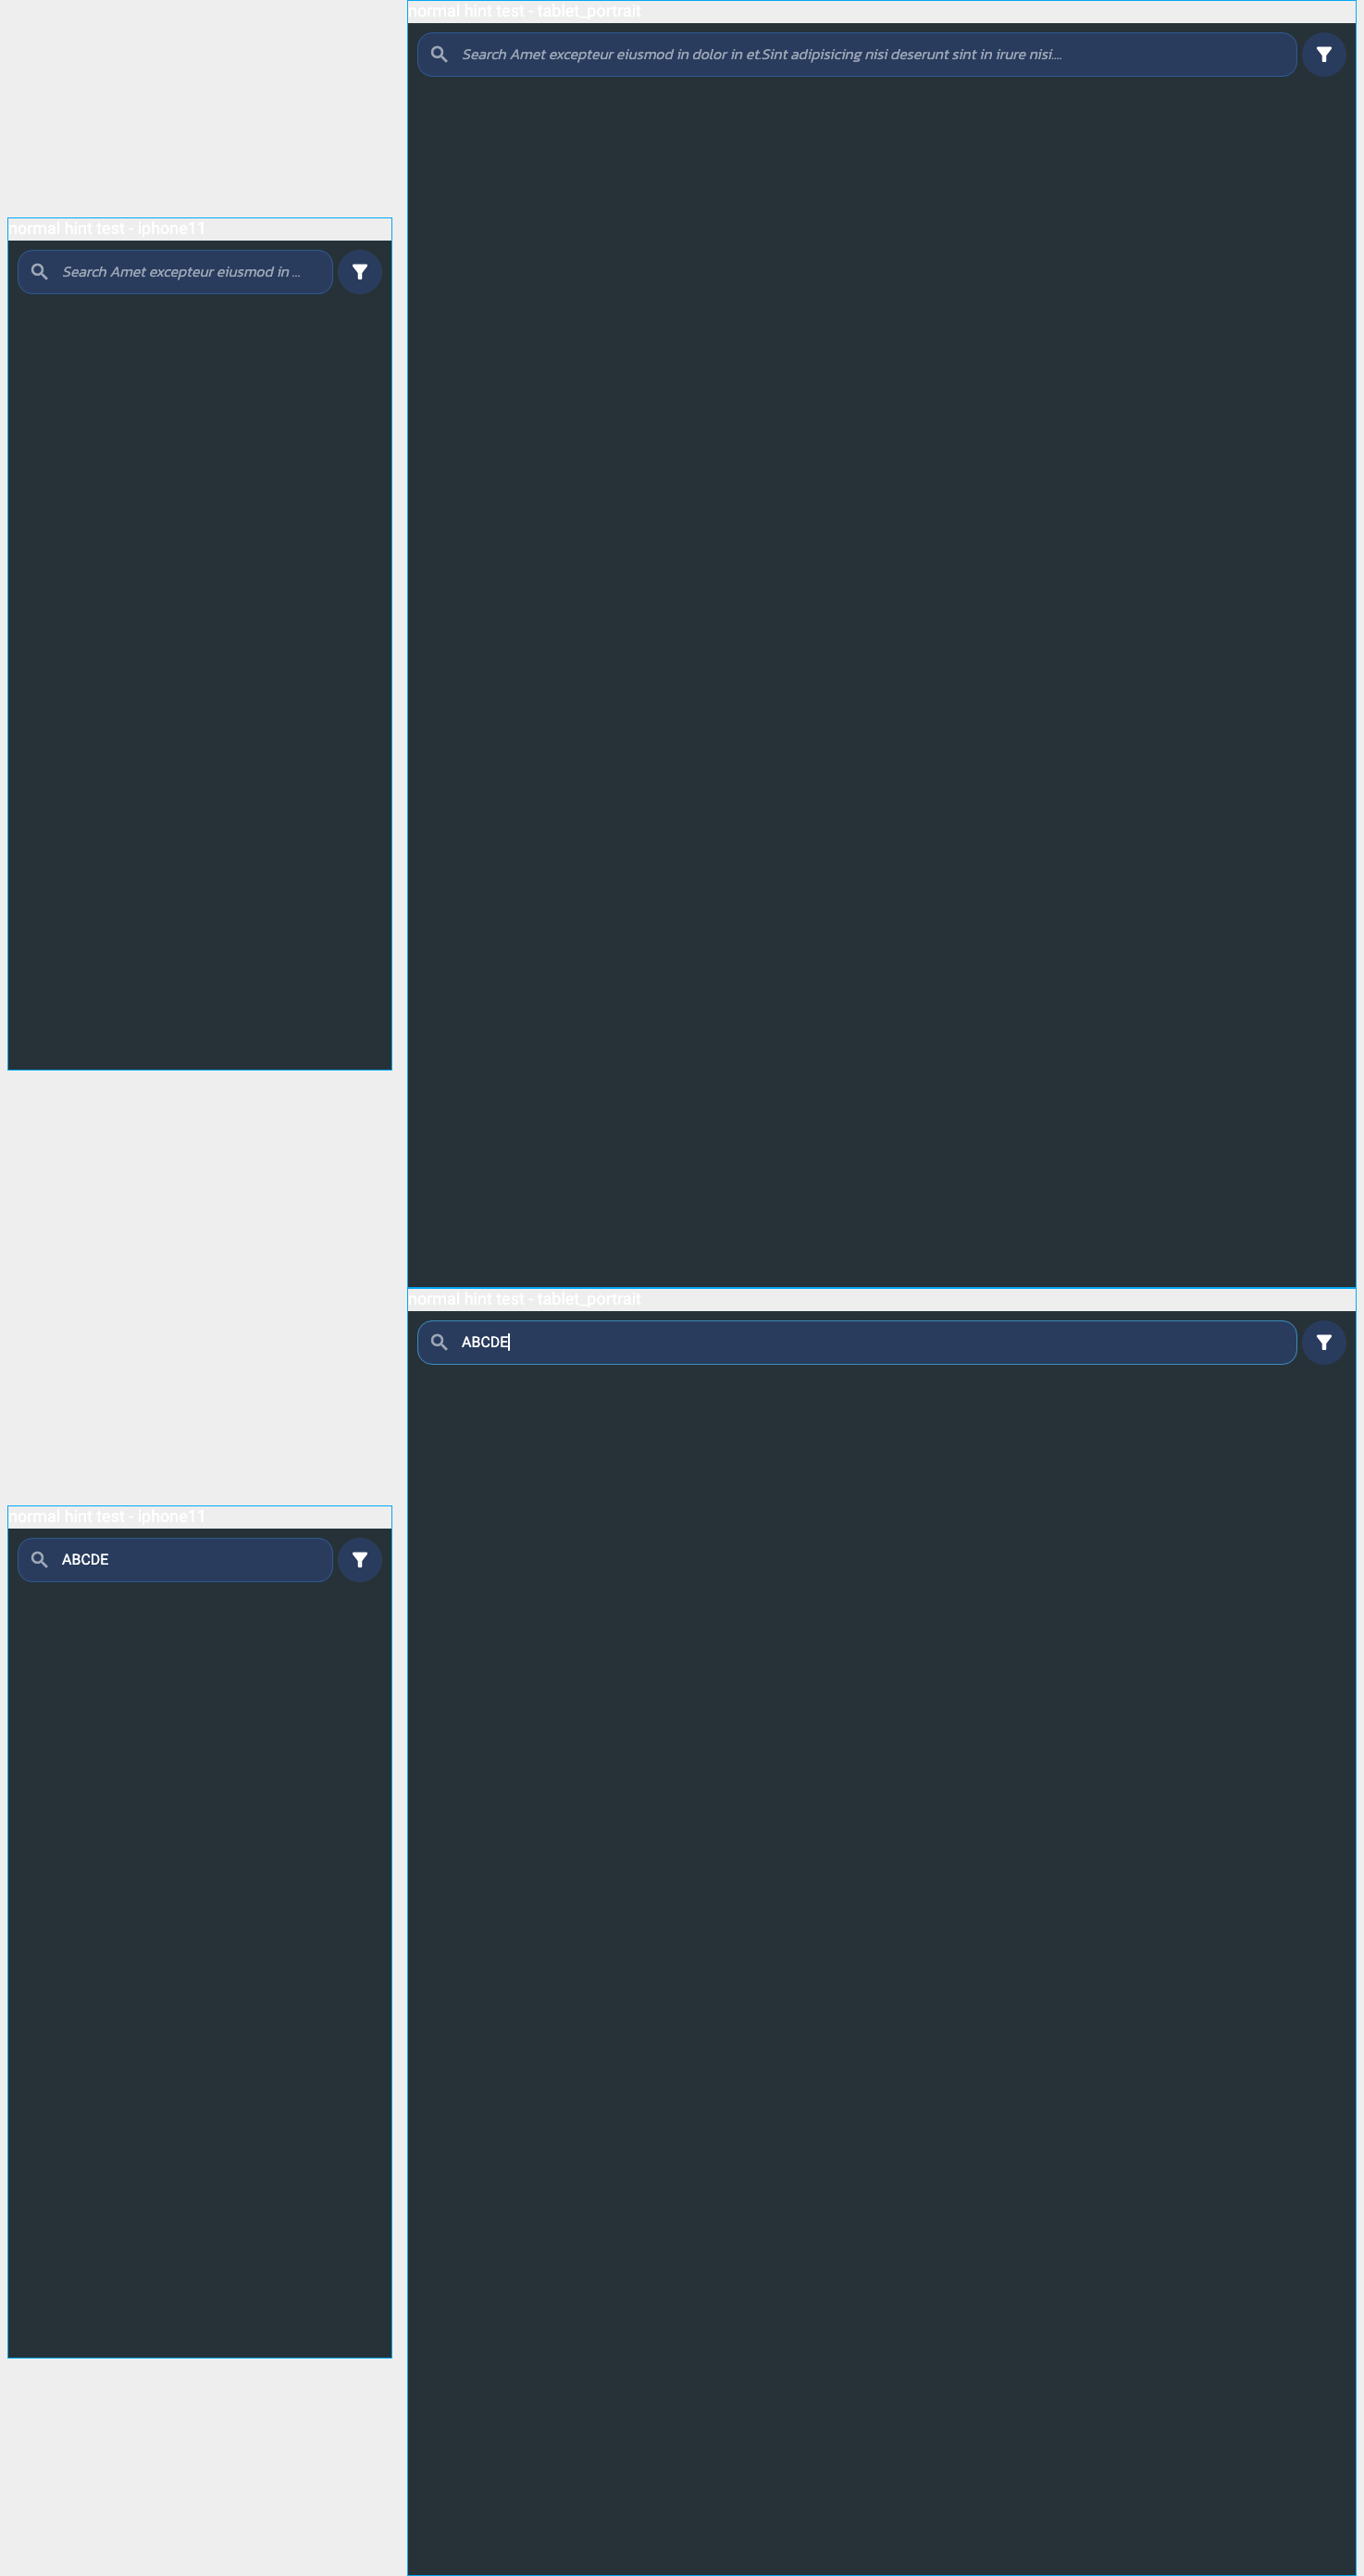 normal hint test - tablet_portrait
Search Amet excepteur eiusmod in dolor in et.Sint adipisicing nisi deserunt sint in irure nisi....
normal hint test - iphone11
Search Amet excepteur eiusmod in ...
normal hint test - tablet_portrait
ABCDE
normal hint test - iphone11
ABCDE